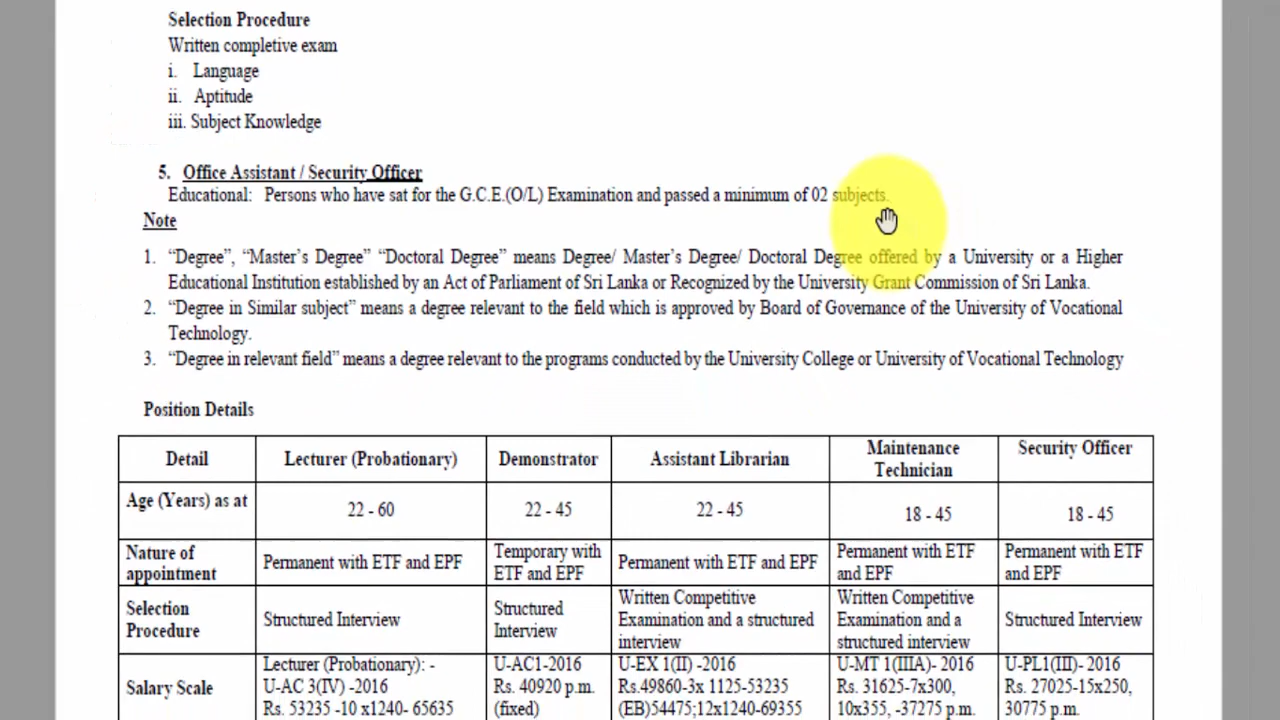 Selection Procedure
Written completive exam
i. Language
ii. Aptitude
iii. Subject Knowledge
5. Office Assistant / Security Officer
Educational: Persons who have sat for the G.C.E.(O/L) Examination and passed a minimum of 02 subjects.
Note
1. “Degree”, “Master’s Degree” “Doctoral Degree” means Degree/ Master’s Degree/ Doctoral Degree offered by a University or a Higher
Educational Institution established by an Act of Parliament of Sri Lanka or Recognized by the University Grant Commission of Sri Lanka.
2. “Degree in Similar subject” means a degree relevant to the field which is approved by Board of Governance of the University of Vocational
Technology.
3. “Degree in relevant field” means a degree relevant to the programs conducted by the University College or University of Vocational Technology
Position Details
Detail Lecturer (Probationary) Demonstrator Assistant Librarian Maintenance Technician Security Officer
Age (Years) as at 22 - 60 22 - 45 22 - 45 18 - 45 18 - 45
Nature of appointment Permanent with ETF and EPF Temporary with ETF and EPF Permanent with ETF and EPF Permanent with ETF and EPF Permanent with ETF and EPF
Selection Procedure Structured Interview Structured Interview Written Competitive Examination and a structured interview Written Competitive Examination and a structured interview Structured Interview
Salary Scale Lecturer (Probationary): - U-AC 3(IV) -2016 Rs. 53235 -10 x1240- 65635 U-AC1-2016 Rs. 40920 p.m. (fixed) U-EX 1(II) -2016 Rs.49860-3x 1125-53235 (EB)54475;12x1240-69355 U-MT 1(IIIA)- 2016 Rs. 31625-7x300, 10x355, -37275 p.m. U-PL1(III)- 2016 Rs. 27025-15x250, 30775 p.m.